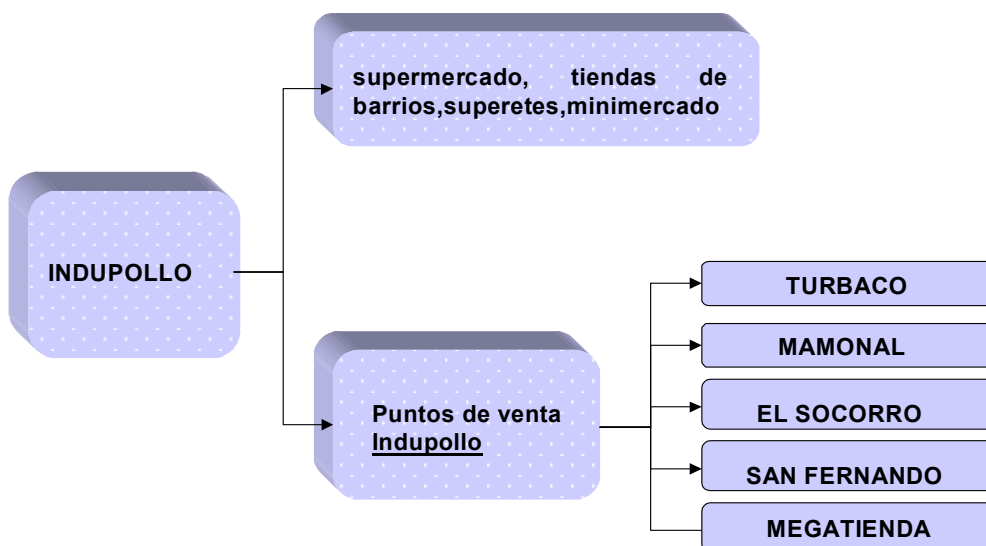 supermercado, tiendas de
barrios,superetes,minimercado
INDUPOLLO
Puntos de venta
Indupollo
TURBACO
MAMONAL
EL SOCORRO
SAN FERNANDO
MEGATIENDA